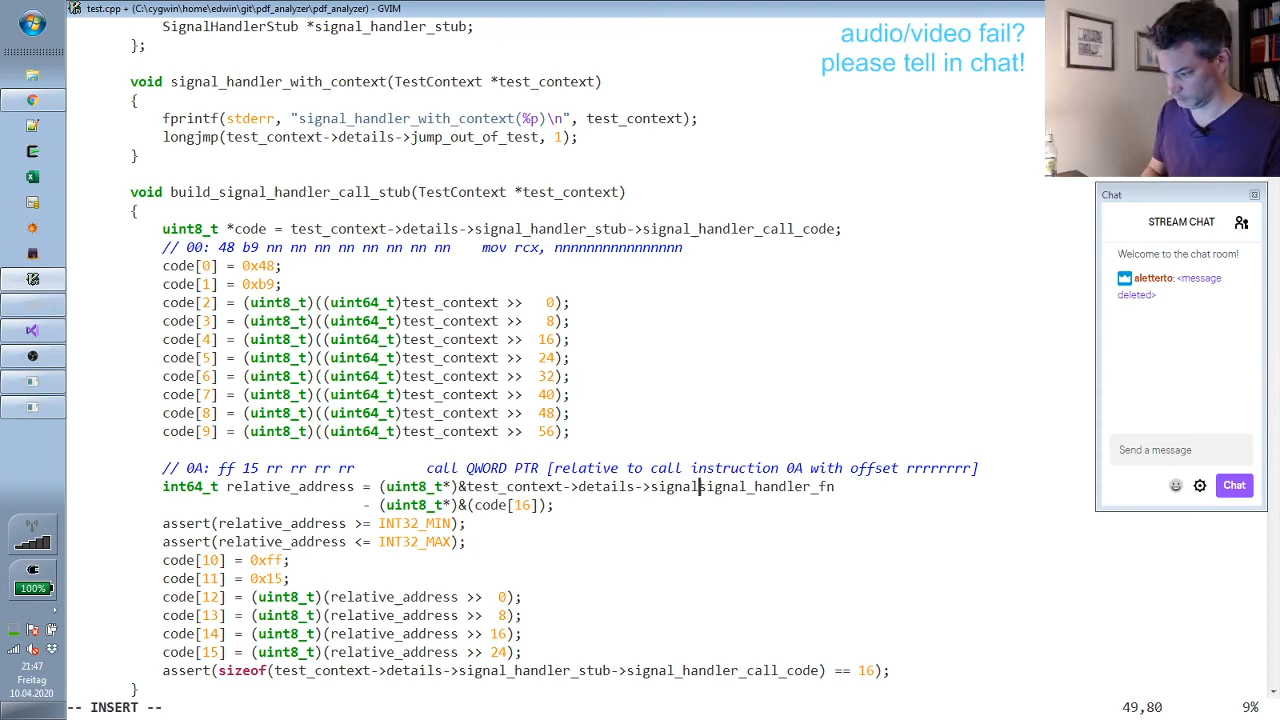 test.cpp + (C:\cygwin\home\edwin\git\pdf_analyzer\pdf_analyzer) - GVIM
SignalHandlerStub *signal_handler_stub;
};
void signal_handler_with_context(TestContext *test_context)
{
fprintf(stderr, "signal_handler_with_context(%p)\n", test_context);
longjmp(test_context->details->jump_out_of_test, 1);
}
void build_signal_handler_call_stub(TestContext *test_context)
{
uint8_t *code = test_context->details->signal_handler_stub->signal_handler_call_code;
// 00: 48 b9 nn nn nn nn nn nn nn nn    mov rcx, nnnnnnnnnnnnnnnn
code[0] = 0x48;
code[1] = 0xb9;
code[2] = (uint8_t)((uint64_t)test_context >>  0);
code[3] = (uint8_t)((uint64_t)test_context >>  8);
code[4] = (uint8_t)((uint64_t)test_context >> 16);
code[5] = (uint8_t)((uint64_t)test_context >> 24);
code[6] = (uint8_t)((uint64_t)test_context >> 32);
code[7] = (uint8_t)((uint64_t)test_context >> 40);
code[8] = (uint8_t)((uint64_t)test_context >> 48);
code[9] = (uint8_t)((uint64_t)test_context >> 56);
// 0A: ff 15 rr rr rr rr         call QWORD PTR [relative to call instruction 0A with offset rrrrrrrr]
int64_t relative_address = (uint8_t*)&test_context->details->signalsignal_handler_fn
- (uint8_t*)&(code[16]);
assert(relative_address >= INT32_MIN);
assert(relative_address <= INT32_MAX);
code[10] = 0xff;
code[11] = 0x15;
code[12] = (uint8_t)(relative_address >>  0);
code[13] = (uint8_t)(relative_address >>  8);
code[14] = (uint8_t)(relative_address >> 16);
code[15] = (uint8_t)(relative_address >> 24);
assert(sizeof(test_context->details->signal_handler_stub->signal_handler_call_code) == 16);
}
-- INSERT --
49,80
9%
audio/video fail?
please tell in chat!
Chat
STREAM CHAT
Welcome to the chat room!
aletterto: <message
deleted>
Send a message
Chat
100%
21:47
Freitag
10.04.2020